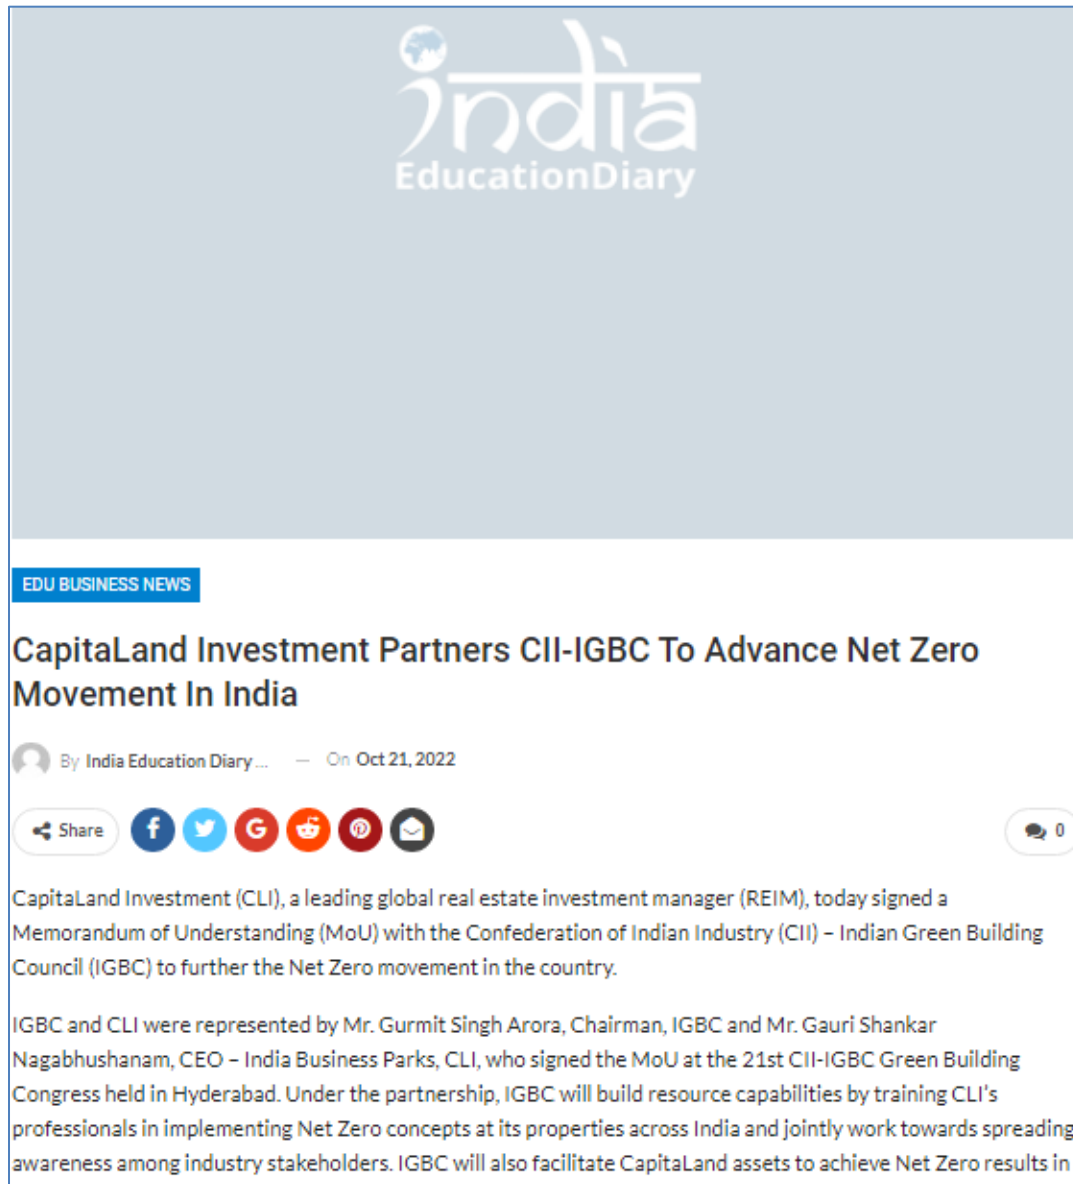 india
EducationDiary
EDU BUSINESS NEWS
CapitaLand Investment Partners CII-IGBC To Advance Net Zero
Movement In India
By India Education Diary ... — On Oct 21, 2022
Share 0
CapitaLand Investment (CLI), a leading global real estate investment manager (REIM), today signed a
Memorandum of Understanding (MoU) with the Confederation of Indian Industry (CII) – Indian Green Building
Council (IGBC) to further the Net Zero movement in the country.
IGBC and CLI were represented by Mr. Gurmit Singh Arora, Chairman, IGBC and Mr. Gauri Shankar
Nagabhushanam, CEO – India Business Parks, CLI, who signed the MoU at the 21st CII-IGBC Green Building
Congress held in Hyderabad. Under the partnership, IGBC will build resource capabilities by training CLI’s
professionals in implementing Net Zero concepts at its properties across India and jointly work towards spreading
awareness among industry stakeholders. IGBC will also facilitate CapitaLand assets to achieve Net Zero results in